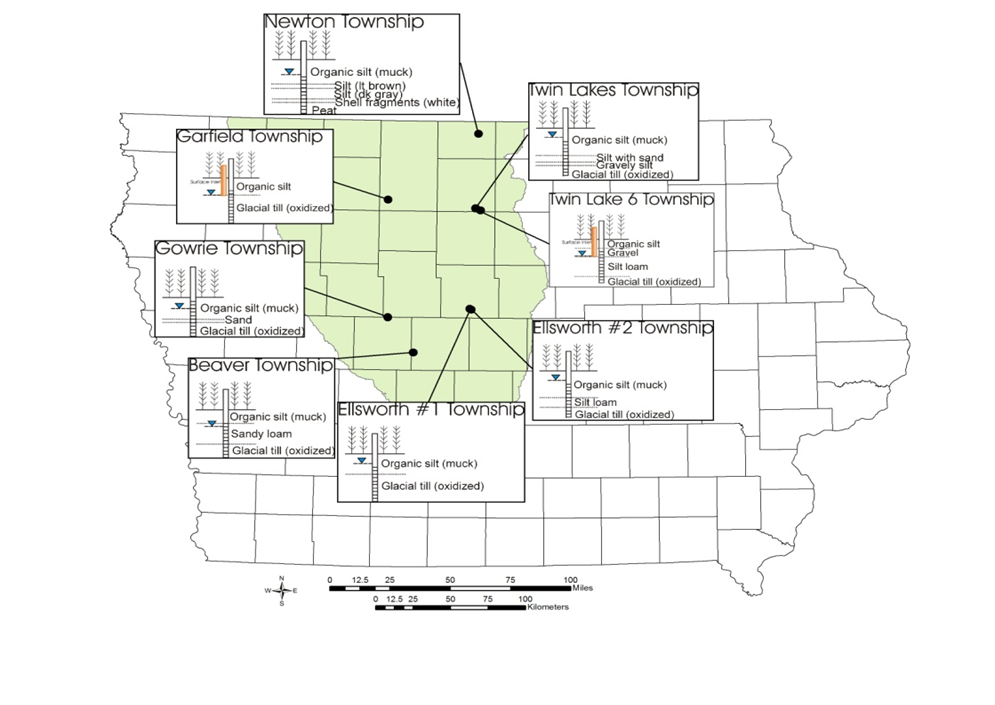 Newton Township
Organic silt (muck)
Silt (lt brown)
Silt (dk gray)
Shell fragments (white)
Peat
Twin Lakes Township
Organic silt (muck)
Silt with sand
Gravely silt
Glacial till (oxidized)
Garfield Township
Surface inlet
Organic silt
Glacial till (oxidized)
Twin Lake 6 Township
Surface inlet
Organic silt
Gravel
Silt loam
Glacial till (oxidized)
Gowrie Township
Organic silt (muck)
Sand
Glacial till (oxidized)
Ellsworth #2 Township
Organic silt (muck)
Silt loam
Glacial till (oxidized)
Beaver Township
Organic silt (muck)
Sandy loam
Glacial till (oxidized)
Ellsworth #1 Township
Organic silt (muck)
Glacial till (oxidized)
N
W E
S
0 12.5 25 50 75 100
Miles
0 12.5 25 50 75 100
Kilometers